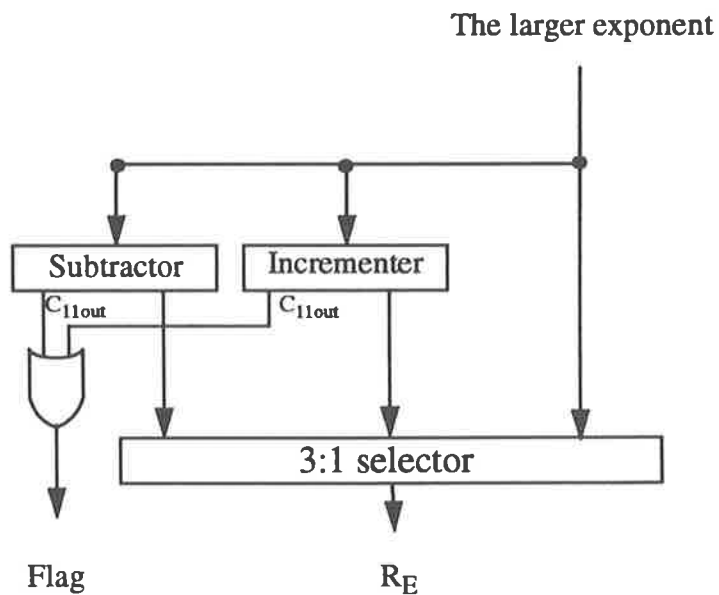 The larger exponent
Subtractor
Incrementer
C11out
C11out
3:1 selector
Flag
RE